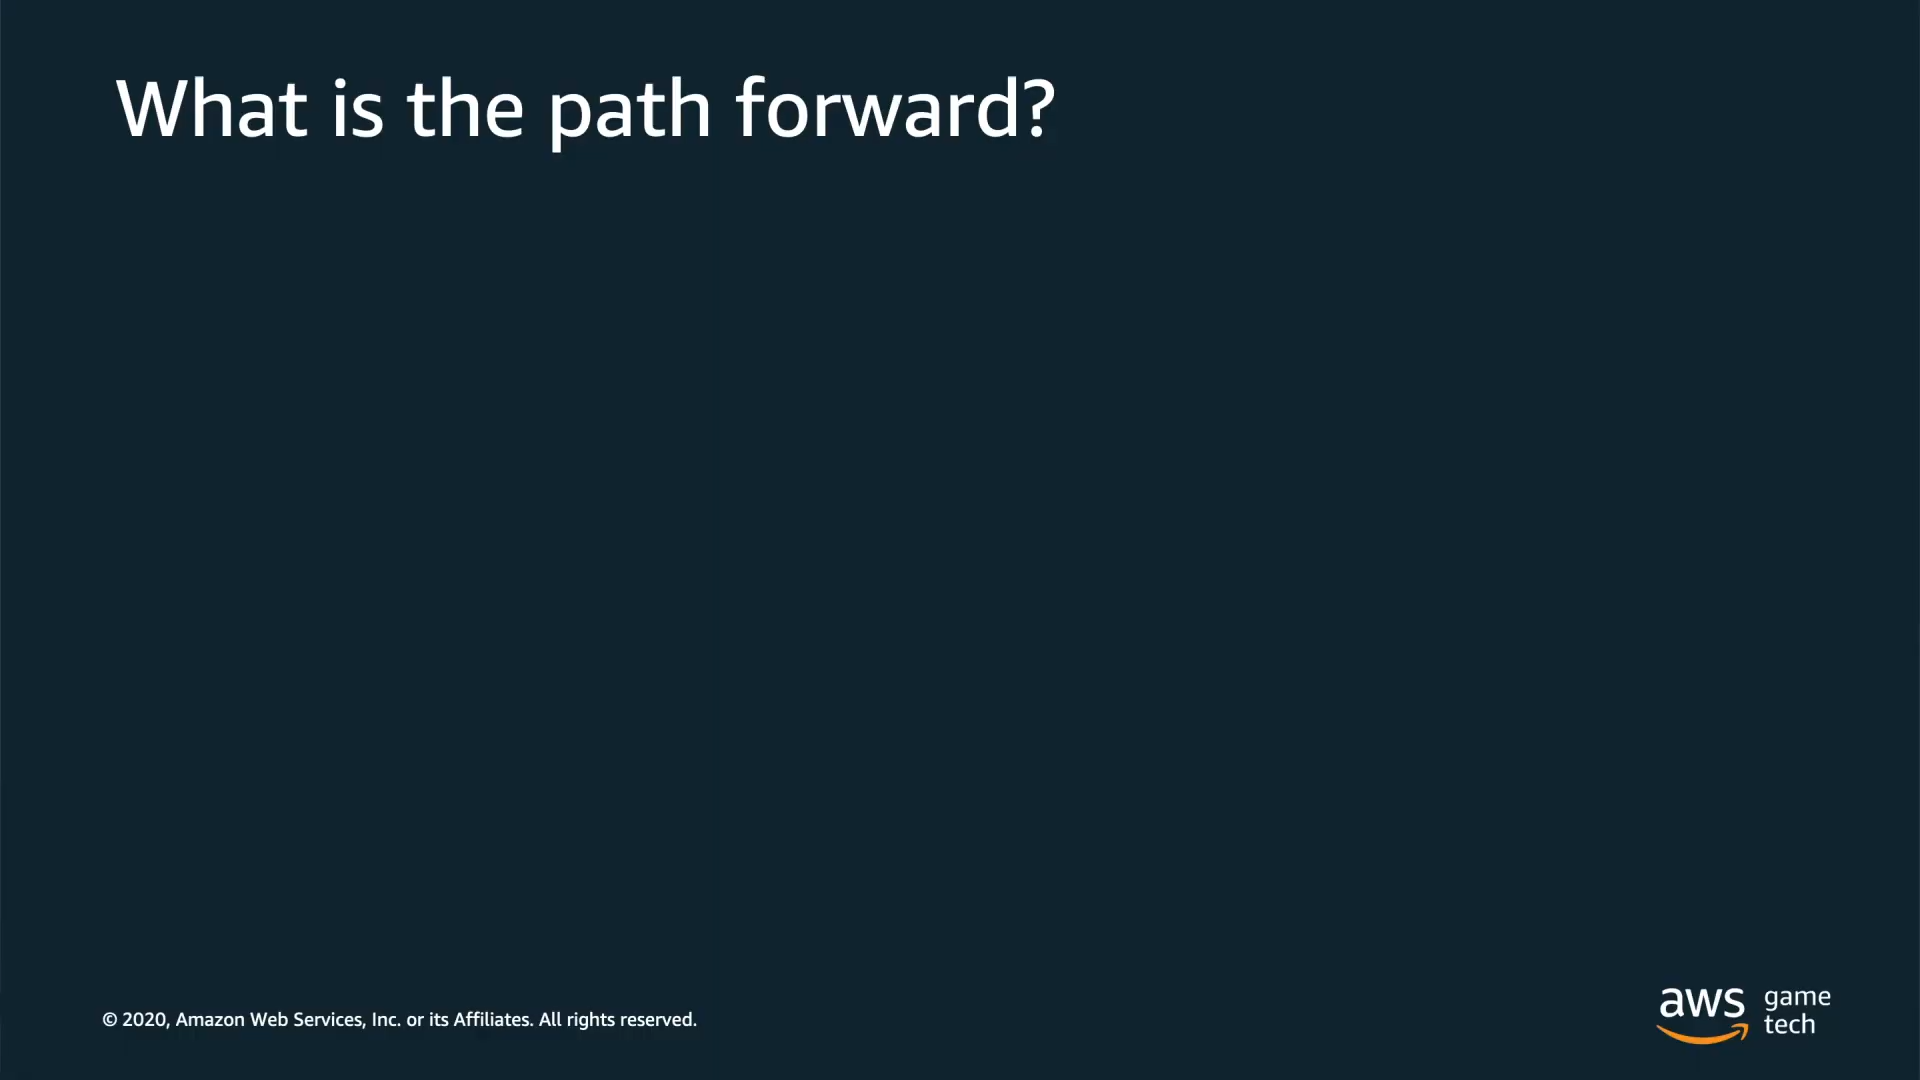 What is the path forward?
© 2020, Amazon Web Services, Inc. or its Affiliates. All rights reserved.
aws game
tech